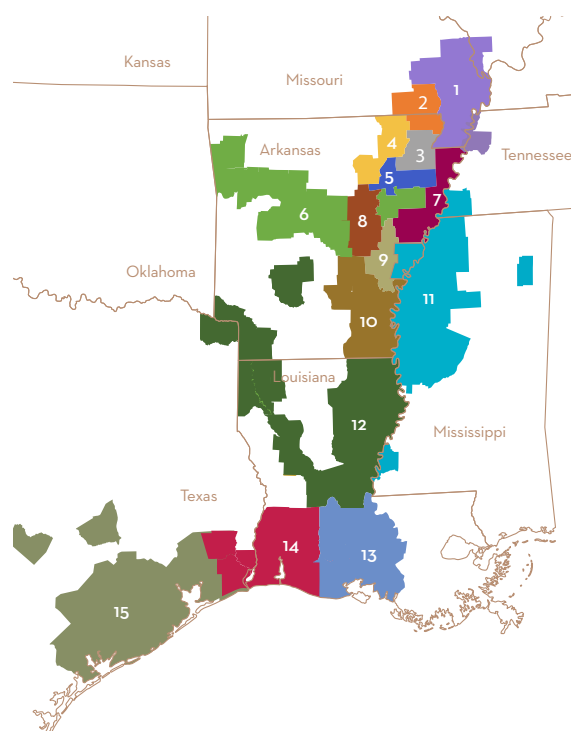 Kansas
Missouri
1
2
Arkansas
4
3
Tennessee
5
6
7
8
9
Oklahoma
11
10
Louisiana
12
Mississippi
Texas
14
13
15